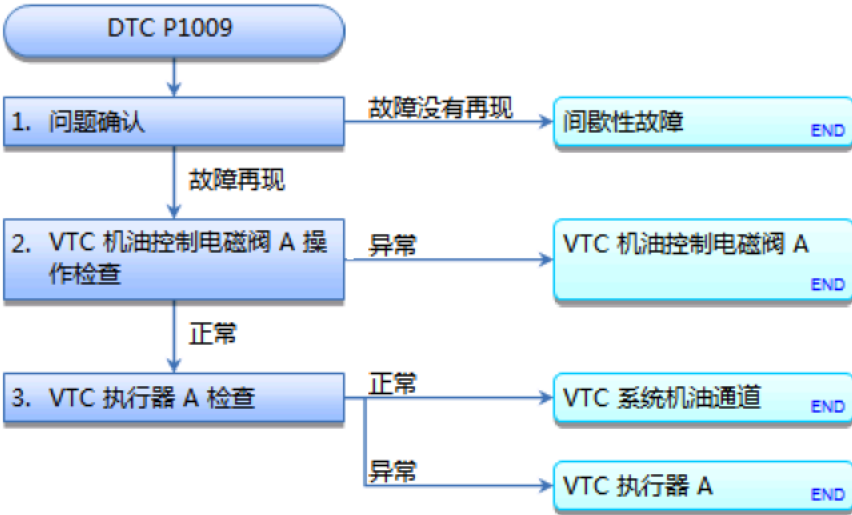 DTC P1009
1. 问题确认
故障没有再现
间歇性故障
END
故障再现
2. VTC 机油控制电磁阀 A 操
作检查
异常
VTC 机油控制电磁阀 A
END
正常
3. VTC 执行器 A 检查
正常
VTC 系统机油通道
END
异常
VTC 执行器 A
END